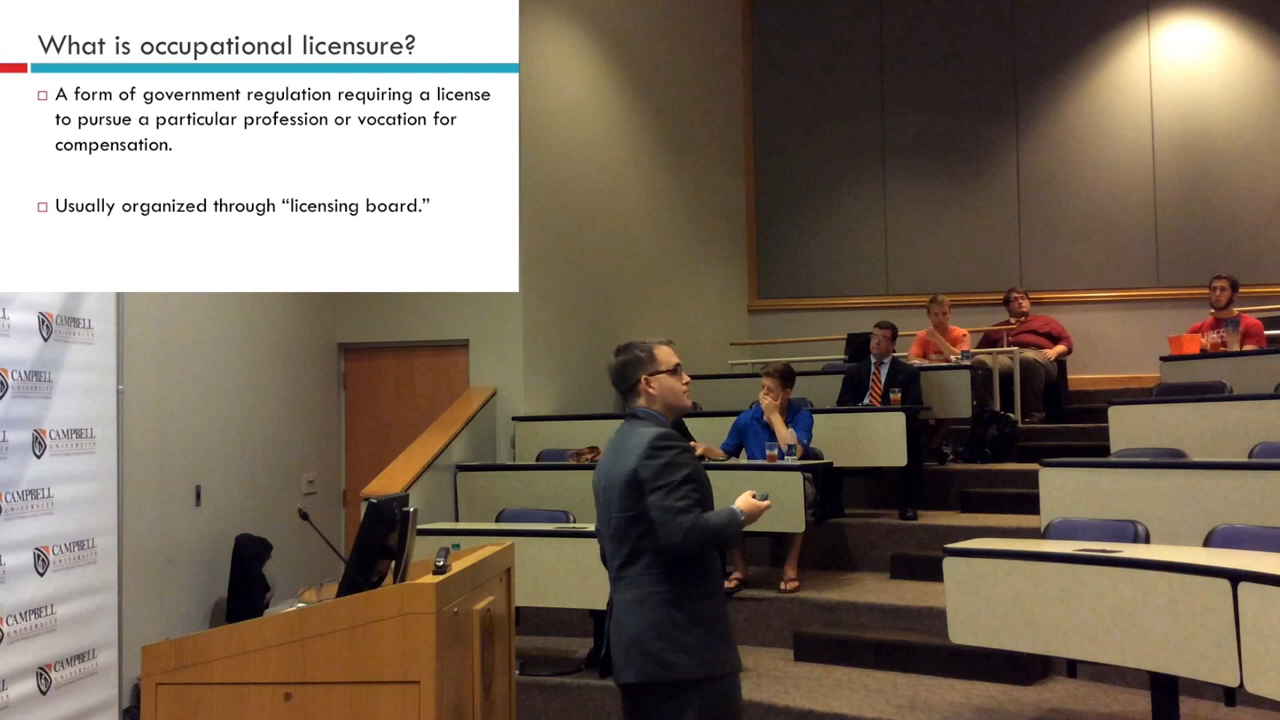 What is occupational licensure?
A form of government regulation requiring a license
to pursue a particular profession or vocation for
compensation.
Usually organized through “licensing board.”
CAMPBELL
UNIVERSITY
CAMPBELL
UNIVERSITY
CAMPBELL
UNIVERSITY
CAMPBELL
UNIVERSITY
CAMPBELL
UNIVERSITY
CAMPBELL
UNIVERSITY
CAMPBELL
UNIVERSITY